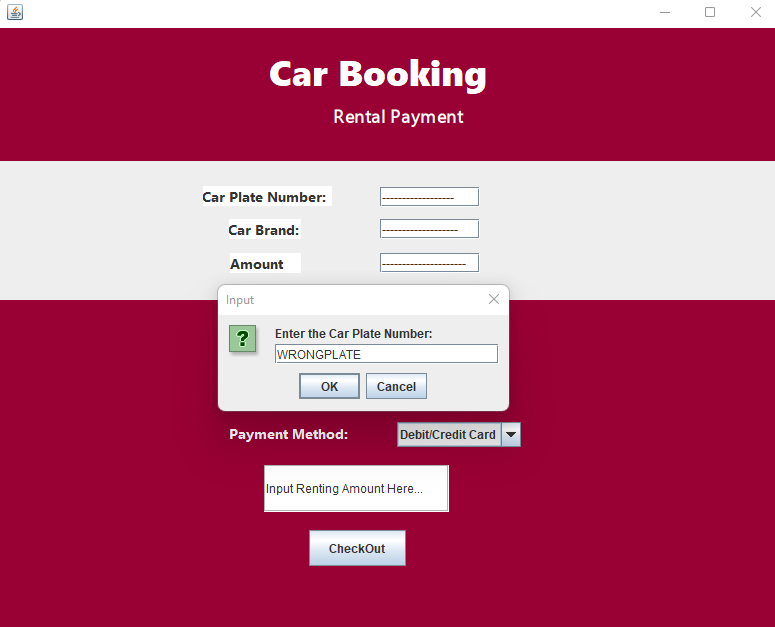 Car Booking
Rental Payment
Car Plate Number: ------------------
Car Brand: -------------------
Amount ---------------------
Input
?
Enter the Car Plate Number:
WRONGPLATE
OK Cancel
Payment Method: Debit/Credit Card
Input Renting Amount Here...
CheckOut